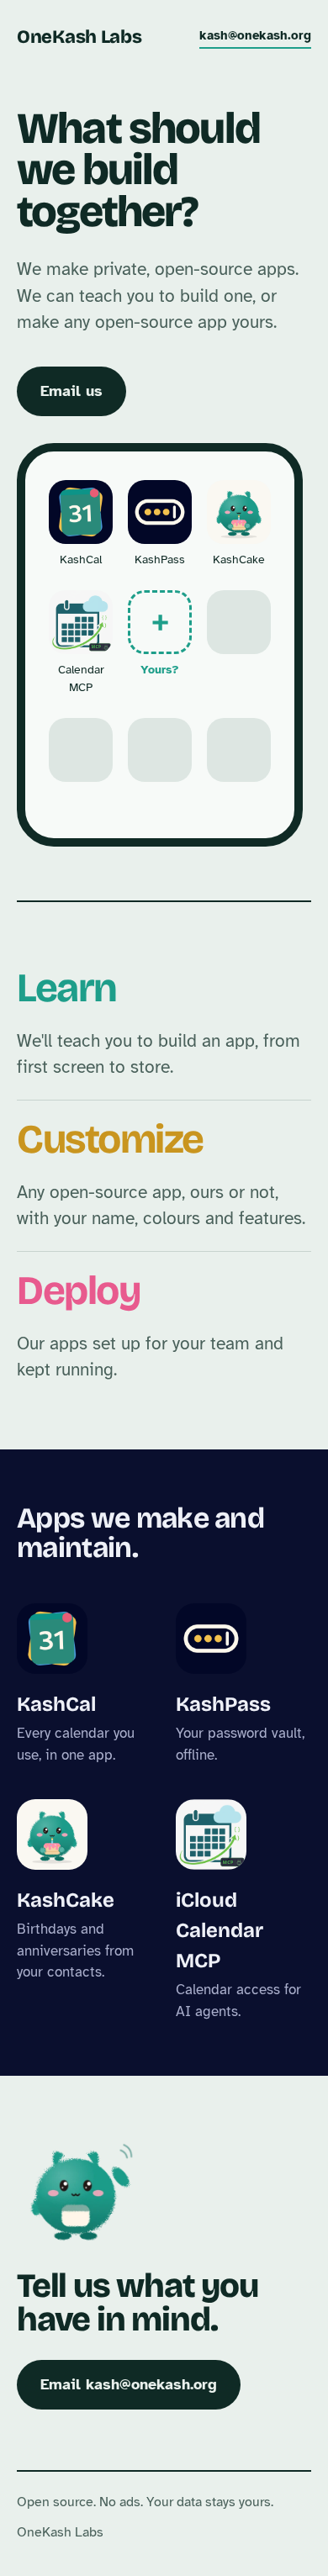 OneKash Labs
kash@onekash.org
What should
we build
together?
We make private, open-source apps.
We can teach you to build one, or
make any open-source app yours.
Email us
31
KashCal
KashPass
KashCake
Calendar
MCP
+
Yours?
Learn
We'll teach you to build an app, from
first screen to store.
Customize
Any open-source app, ours or not,
with your name, colours and features.
Deploy
Our apps set up for your team and
kept running.
Apps we make and
maintain.
31
KashCal
Every calendar you
use, in one app.
KashPass
Your password vault,
offline.
KashCake
Birthdays and
anniversaries from
your contacts.
iCloud
Calendar
MCP
Calendar access for
AI agents.
Tell us what you
have in mind.
Email kash@onekash.org
Open source. No ads. Your data stays yours.
OneKash Labs